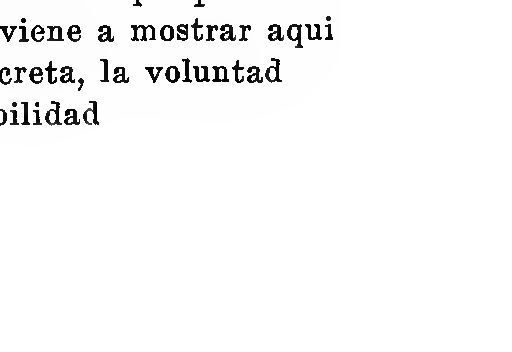 viene a mostrar aqui
creta, la voluntad
bilidad